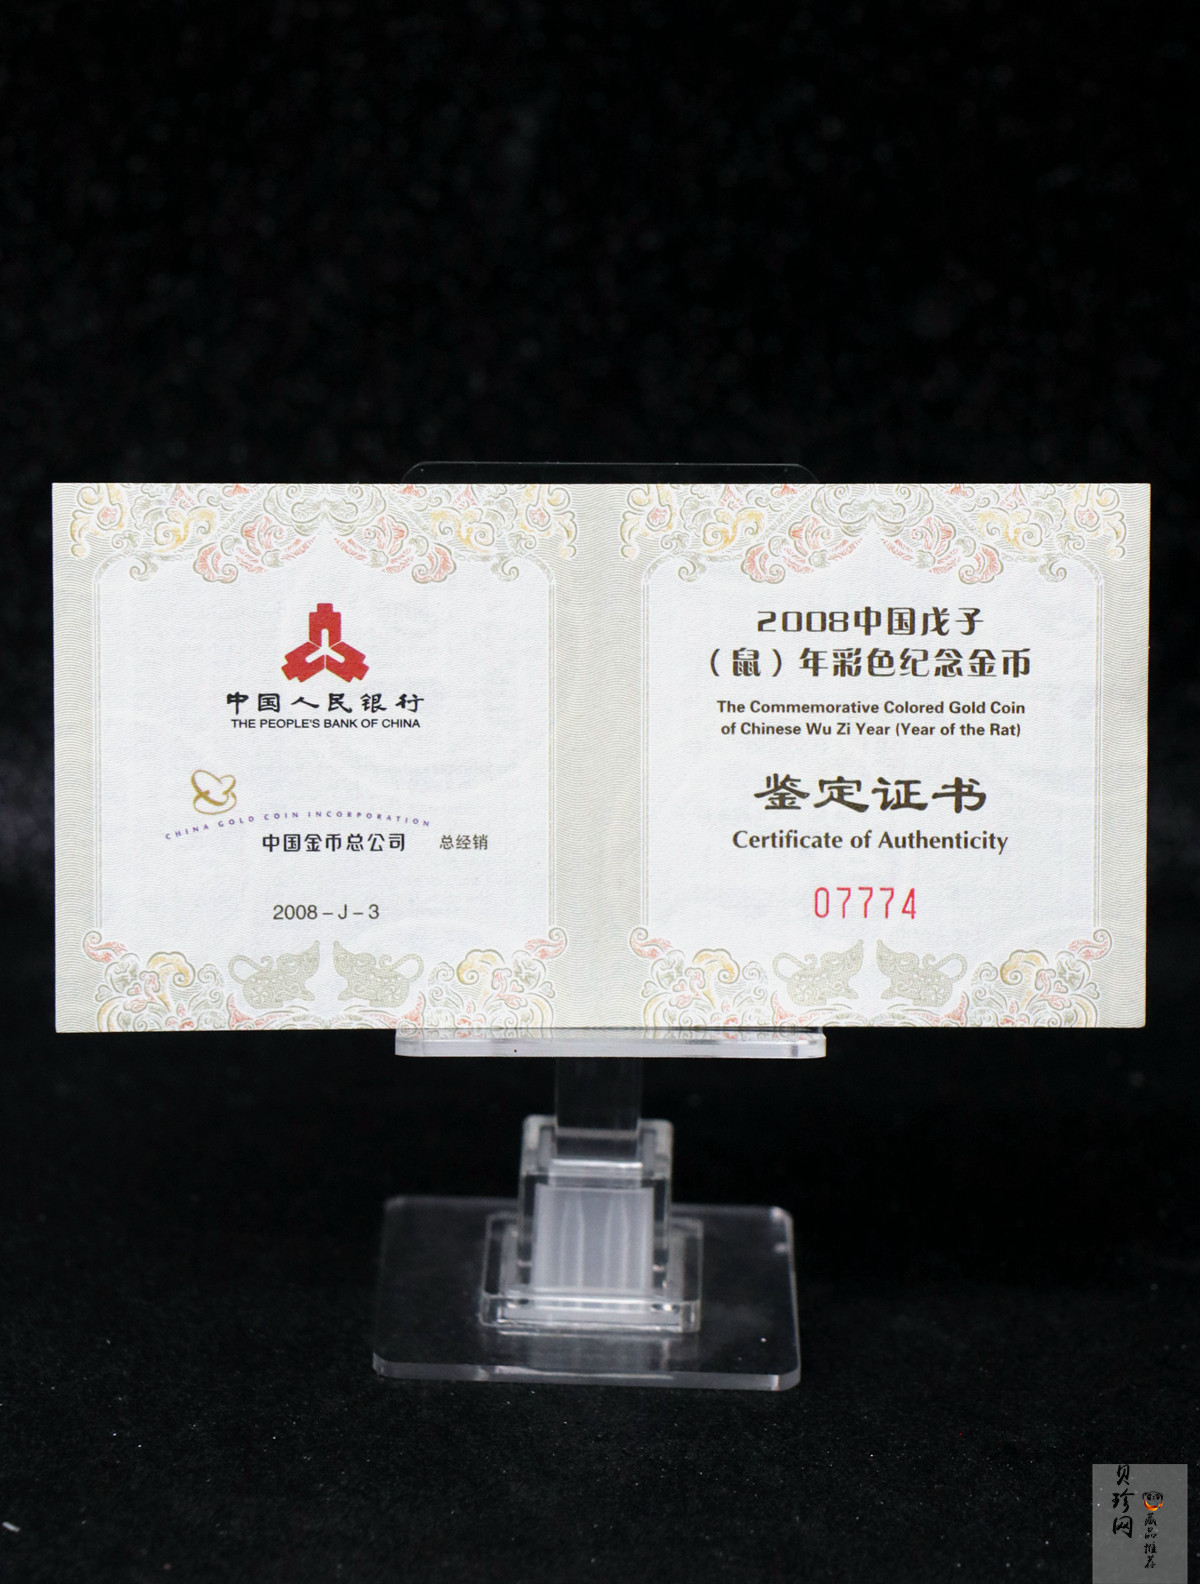 中国人民银行
THE PEOPLE'S BANK OF CHINA
CHINA GOLD COIN INCORPORATION
中国金币总公司 总经销
2008－J－3
2008中国戊子
（鼠）年彩色纪念金币
The Commemorative Colored Gold Coin
of Chinese Wu Zi Year (Year of the Rat)
鉴定证书
Certificate of Authenticity
07774
贝珍网
藏品推荐